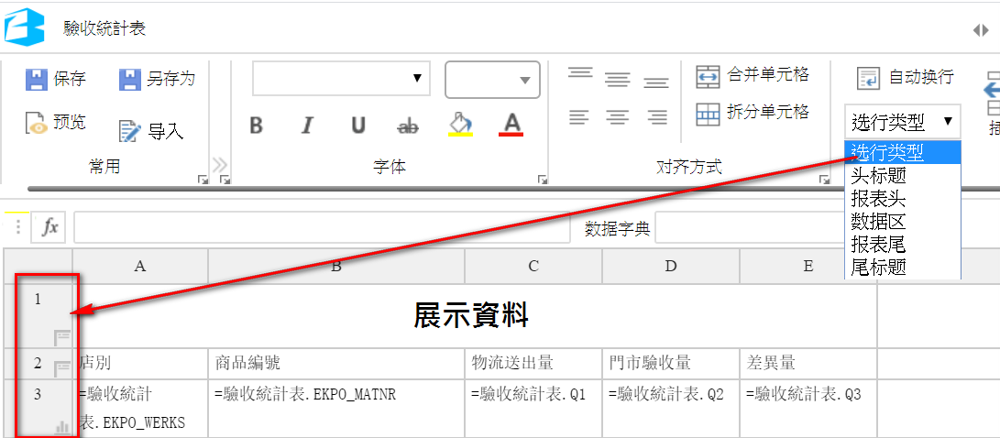 驗收統計表
保存 另存为
预览 导入
常用
B I U ab A
字体
合并单元格
拆分单元格
对齐方式
自动换行
选行类型
选行类型
头标题
报表头
数据区
报表尾
尾标题
fx 数据字典
A B C D E
1 展示資料
2 店別 商品編號 物流送出量 門市驗收量 差異量
3 =驗收統計 =驗收統計表.EKPO_MATNR =驗收統計表.Q1 =驗收統計表.Q2 =驗收統計表.Q3
表.EKPO_WERKS